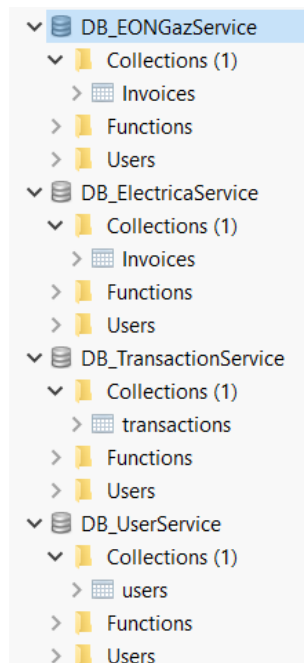 DB_EONGazService
Collections (1)
Invoices
Functions
Users
DB_ElectricaService
Collections (1)
Invoices
Functions
Users
DB_TransactionService
Collections (1)
transactions
Functions
Users
DB_UserService
Collections (1)
users
Functions
Users